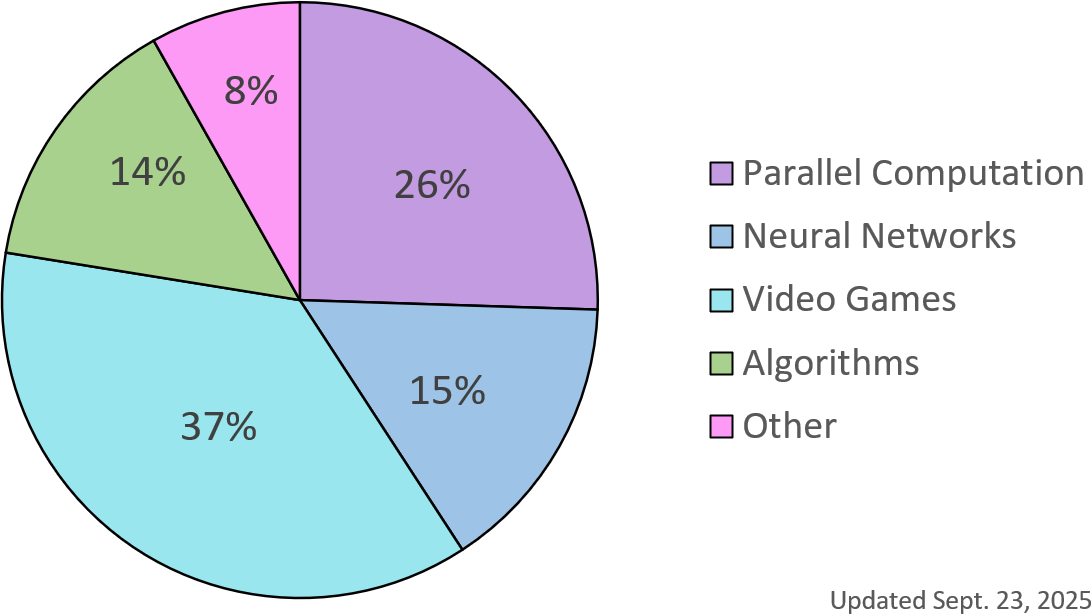 8%
14%
26%
15%
37%
Parallel Computation
Neural Networks
Video Games
Algorithms
Other
Updated Sept. 23, 2025